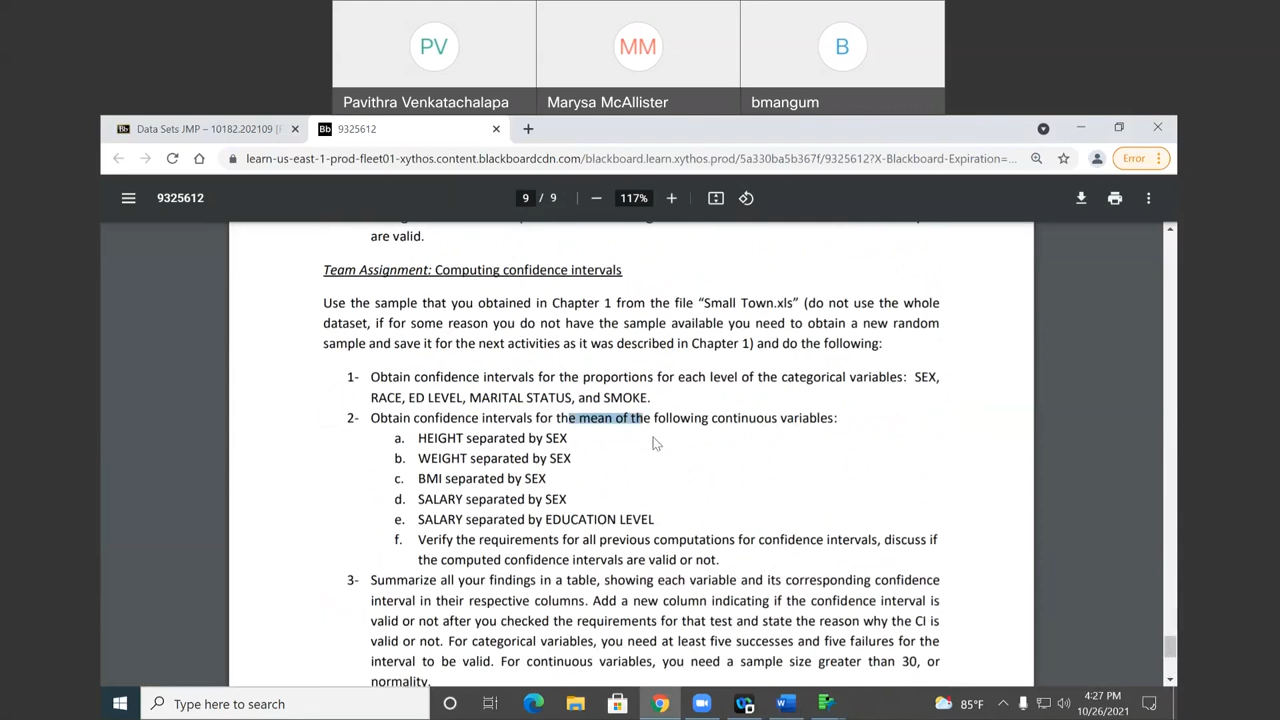 PV
MM
B
Pavithra Venkatachalapa
Marysa McAllister
bmangum
Bb
Data Sets JMP – 10182.202109 (F
Bb
9325612
learn-us-east-1-prod-fleet01-xythos.content.blackboardcdn.com/blackboard.learn.xythos.prod/5a330ba5b367f/9325612?X-Blackboard-Expiration=...
Error
9325612
9 / 9
117%
are valid.
Team Assignment: Computing confidence intervals
Use the sample that you obtained in Chapter 1 from the file “Small Town.xls” (do not use the whole
dataset, if for some reason you do not have the sample available you need to obtain a new random
sample and save it for the next activities as it was described in Chapter 1) and do the following:
1- Obtain confidence intervals for the proportions for each level of the categorical variables: SEX,
RACE, ED LEVEL, MARITAL STATUS, and SMOKE.
2- Obtain confidence intervals for the mean of the following continuous variables:
a. HEIGHT separated by SEX
b. WEIGHT separated by SEX
c. BMI separated by SEX
d. SALARY separated by SEX
e. SALARY separated by EDUCATION LEVEL
f. Verify the requirements for all previous computations for confidence intervals, discuss if
the computed confidence intervals are valid or not.
3- Summarize all your findings in a table, showing each variable and its corresponding confidence
interval in their respective columns. Add a new column indicating if the confidence interval is
valid or not after you checked the requirements for that test and state the reason why the CI is
valid or not. For categorical variables, you need at least five successes and five failures for the
interval to be valid. For continuous variables, you need a sample size greater than 30, or
normality.
Type here to search
85°F
4:27 PM
10/26/2021